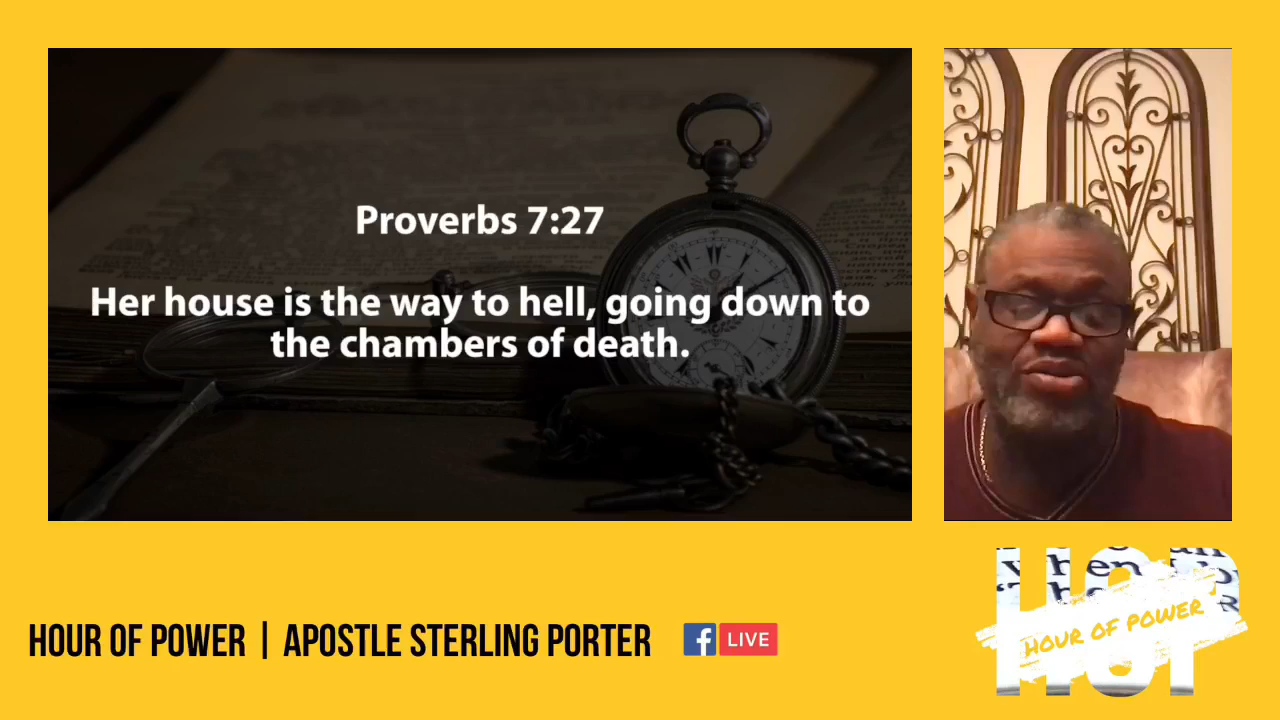 Proverbs 7:27
Her house is the way to hell, going down to
the chambers of death.
HOUR OF POWER | APOSTLE STERLING PORTER
f LIVE
HOP
HOUR OF POWER